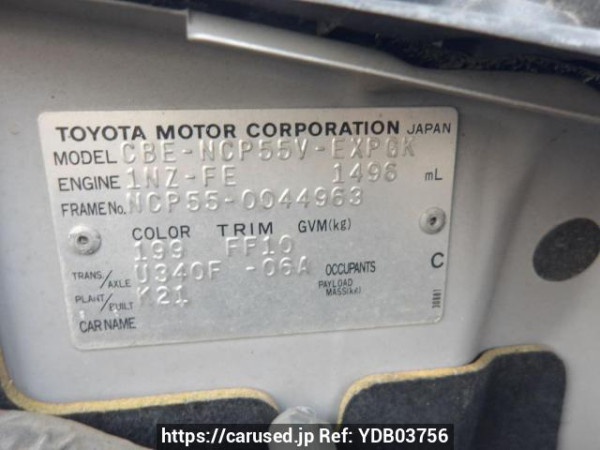 TOYOTA MOTOR CORPORATION JAPAN
MODEL CBE-NCP55V-EXPGK
ENGINE 1NZ-FE 1496 mL
FRAME No. NCP55-0044963
COLOR TRIM GVM(kg)
199 FF10
TRANS./AXLE U340F -06A OCCUPANTS C
PLANT/BUILT K21 PAYLOAD MASS(kg)
CAR NAME
https://carused.jp Ref: YDB03756